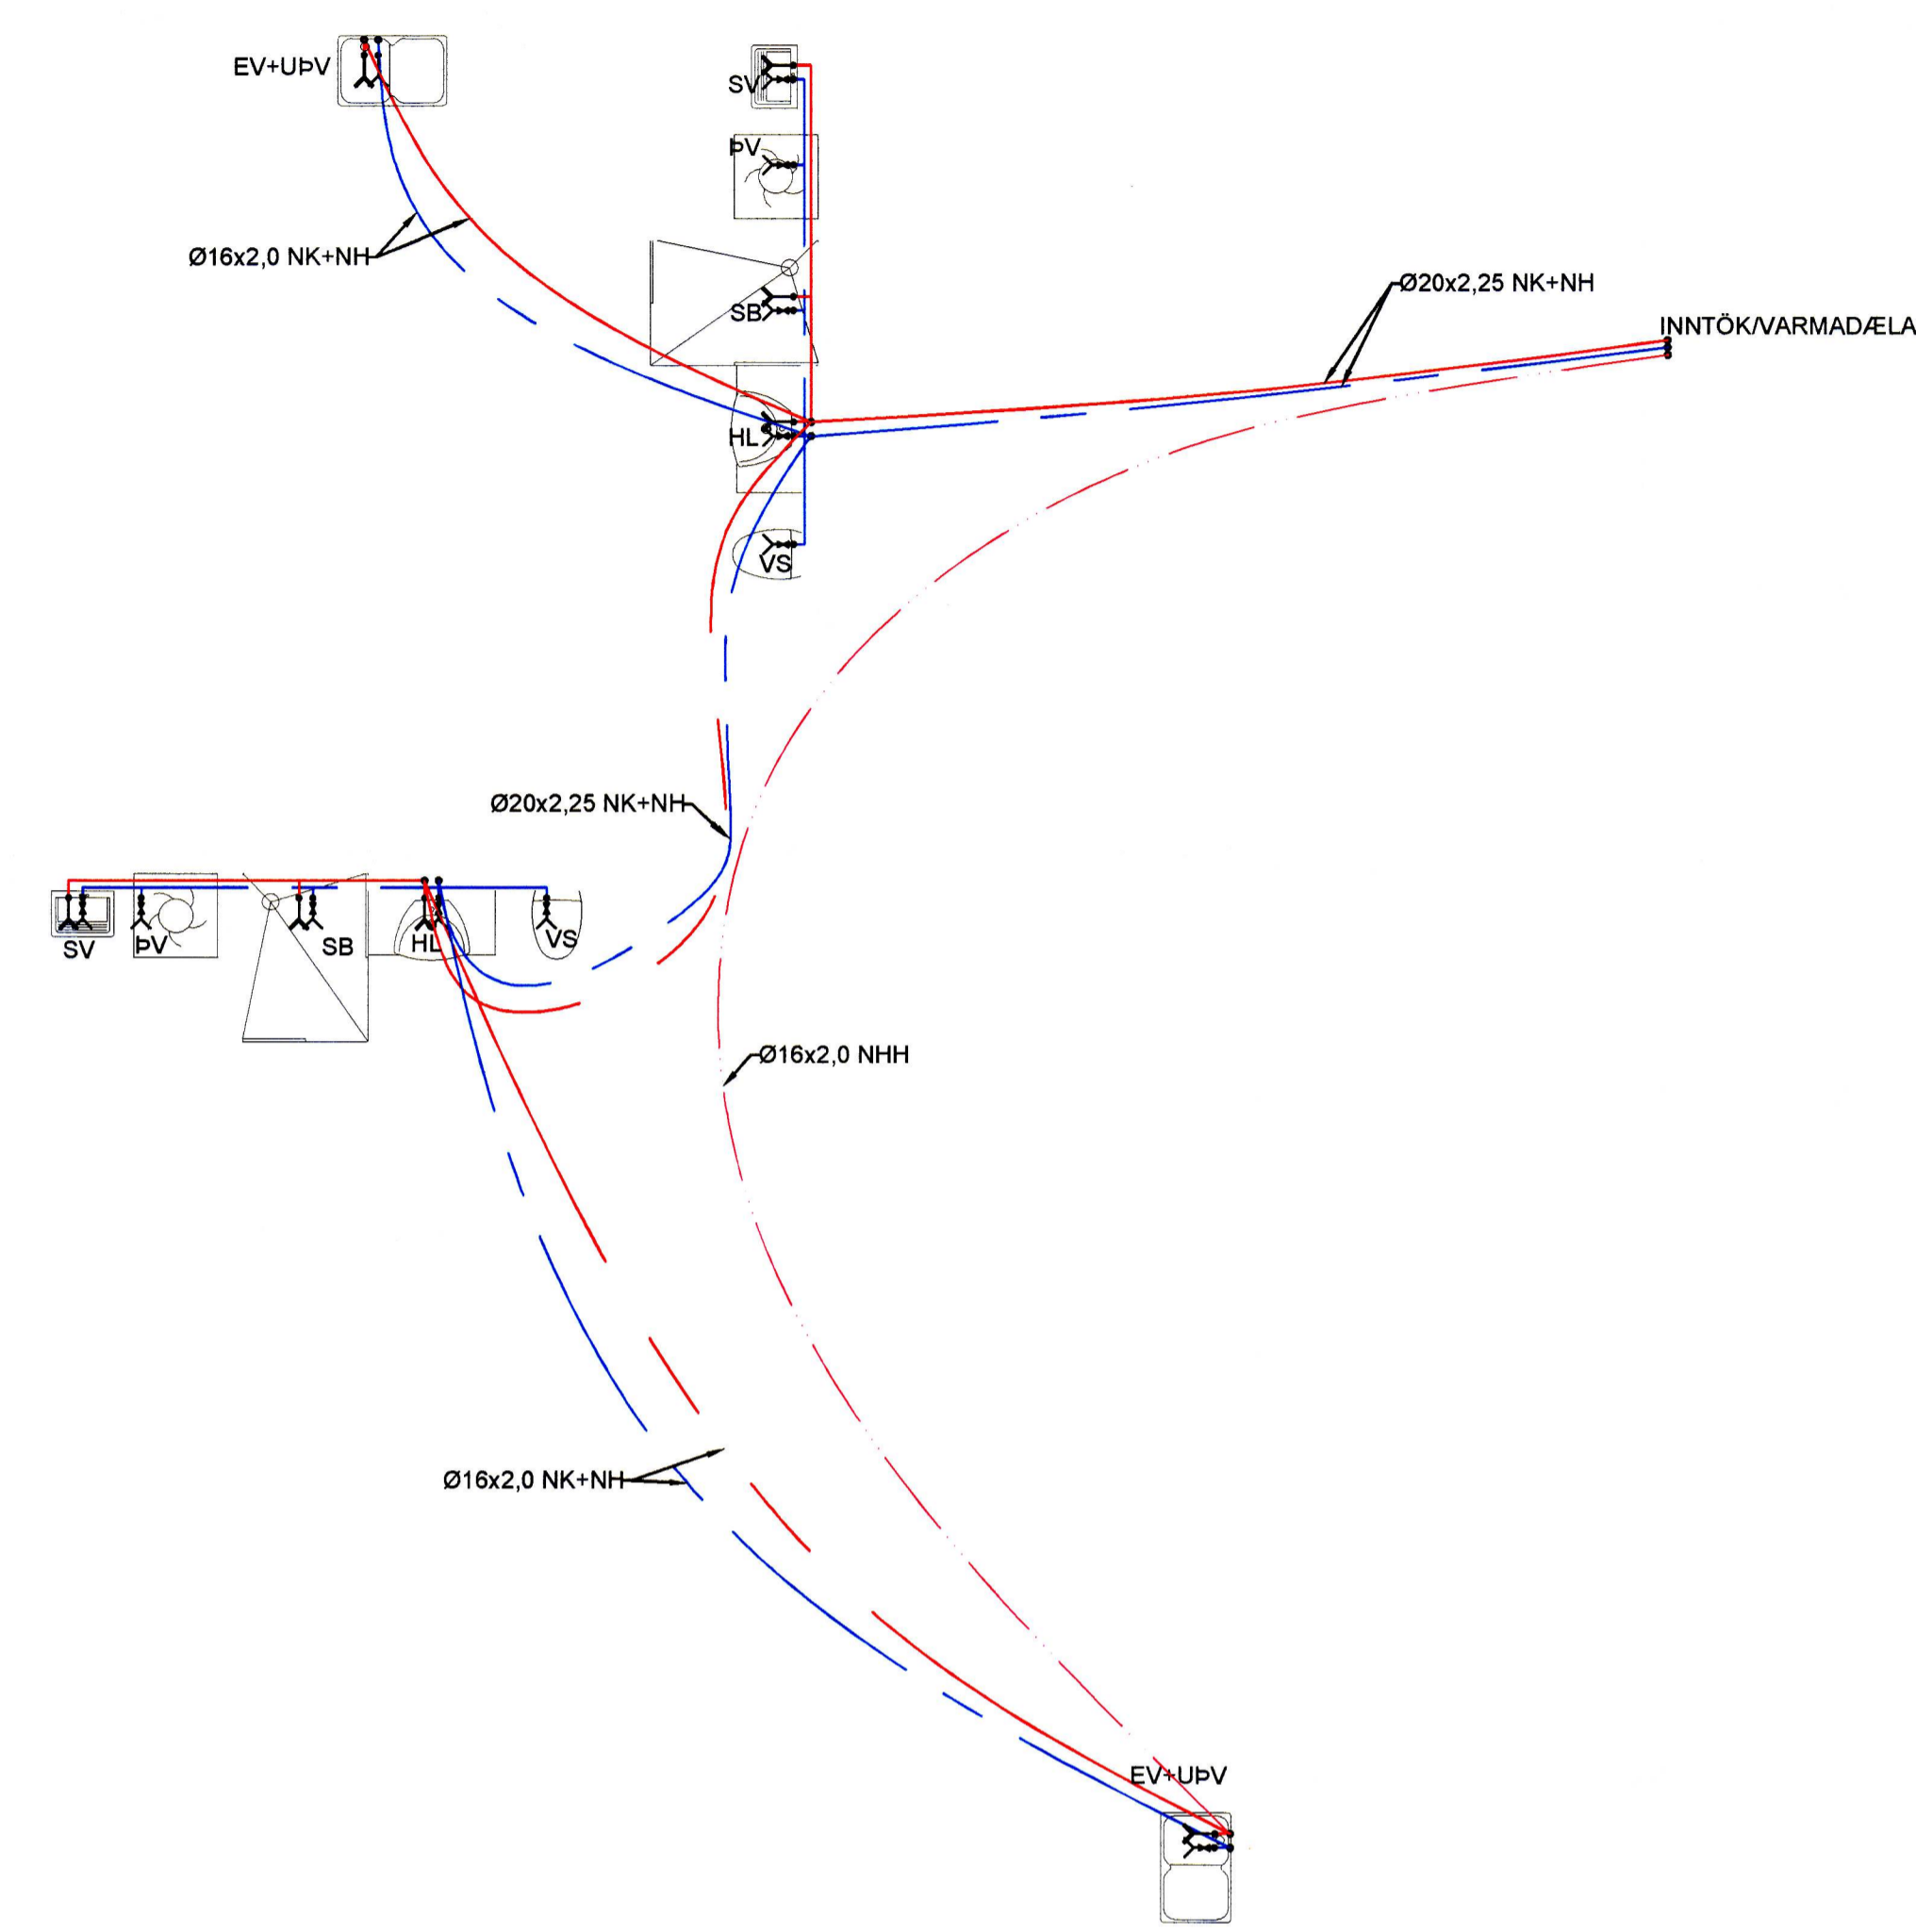 EV+UÞV
SV
ÞV
Ø16x2,0 NK+NH
Ø20x2,25 NK+NH
SB
INNTÖK/VARMADÆLA
HL
VS
Ø20x2,25 NK+NH
SV
ÞV
SB
HL
VS
Ø16x2,0 NHH
Ø16x2,0 NK+NH
EV+UÞV